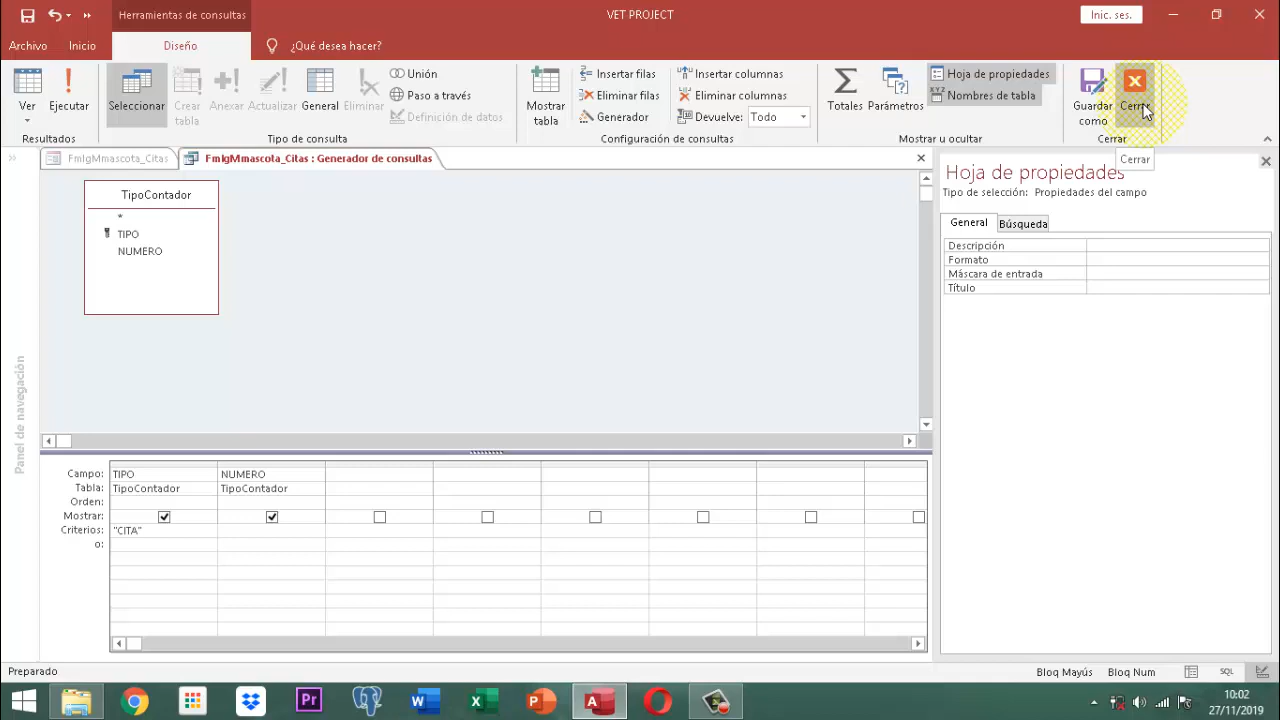 Herramientas de consultas
VET PROJECT
Inic. ses.
Archivo
Inicio
Diseño
¿Qué desea hacer?
Ver
Ejecutar
Seleccionar
Crear tabla
Anexar
Actualizar
General
Eliminar
Unión
Paso a través
Definición de datos
Mostrar tabla
Insertar filas
Eliminar filas
Generador
Insertar columnas
Eliminar columnas
Devuelve: Todo
Totales
Parámetros
Hoja de propiedades
XYZ Nombres de tabla
Guardar como
Cerrar
Resultados
Tipo de consulta
Configuración de consultas
Mostrar u ocultar
Cerrar
Cerrar
FmIgMmascota_Citas
FmIgMmascota_Citas : Generador de consultas
TipoContador
*
TIPO
NUMERO
Panel de navegación
Hoja de propiedades
Tipo de selección: Propiedades del campo
General
Búsqueda
Descripción
Formato
Máscara de entrada
Título
Campo: TIPO NUMERO
Tabla: TipoContador TipoContador
Orden:
Mostrar:
Criterios: "CITA"
o:
Preparado
Bloq Mayús
Bloq Num
SQL
Pr
10:02
27/11/2019